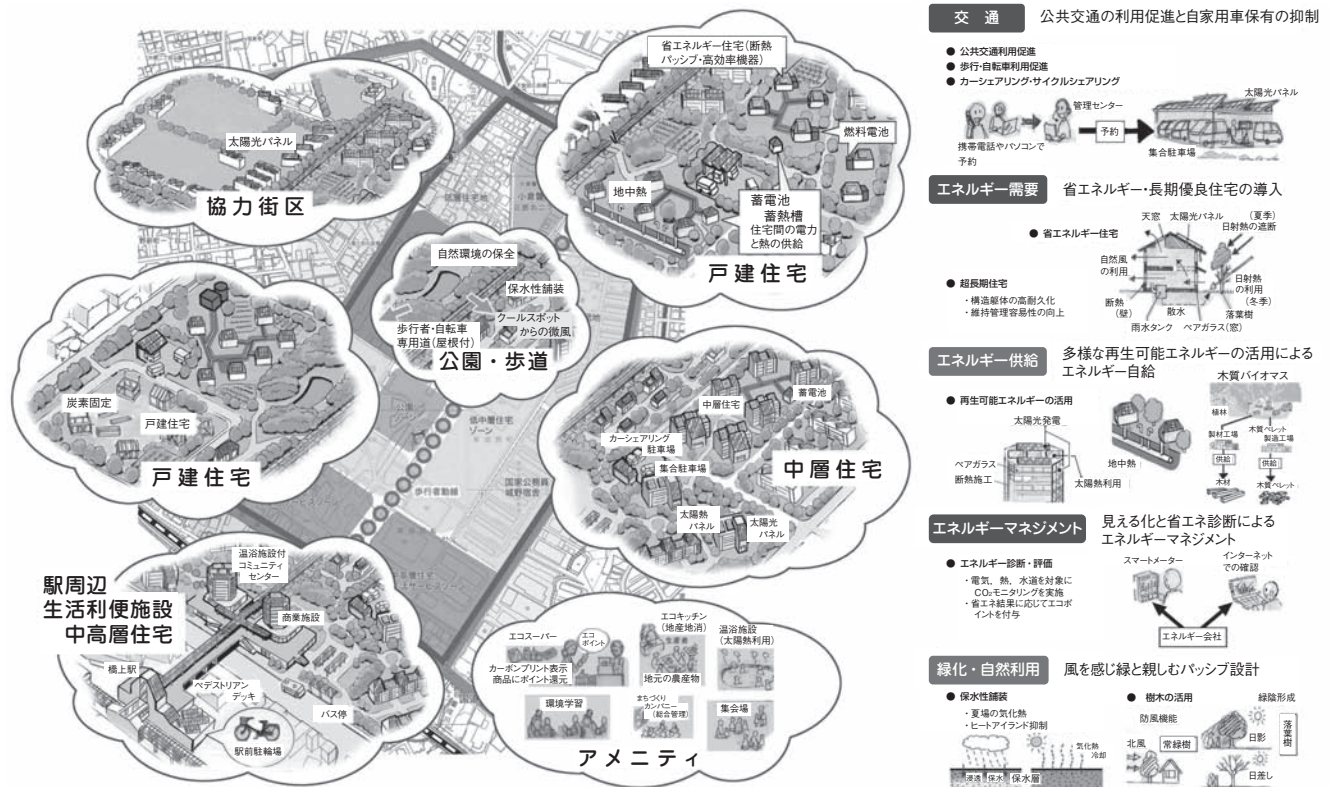 省エネルギー住宅(断熱
パッシブ・高効率機器)
太陽光パネル
協力街区
燃料電池
地中熱
蓄電池
蓄熱槽
住宅間の電力
と熱の供給
戸建住宅
自然環境の保全
保水性舗装
クールスポット
からの微風
歩行者・自転車
専用道(屋根付)
公園・歩道
炭素固定
戸建住宅
戸建住宅
中層住宅
蓄電池
カーシェアリング
駐車場
集合駐車場
中層住宅
太陽熱
パネル
太陽光
パネル
公園
低中層住宅
ゾーン
歩行者動線
国家公務員
城野宿舎
駅周辺
生活利便施設
中高層住宅
温浴施設付
コミュニティ
センター
商業施設
橋上駅
ペデストリアン
デッキ
バス停
駅前駐輪場
エコスーパー
エコ
ポイント
カーボンプリント表示
商品にポイント還元
エコキッチン
(地産地消)
地元の農産物
温浴施設
(太陽熱利用)
環境学習
まちづくり
カンパニー
(総合管理)
集会場
アメニティ
交通 公共交通の利用促進と自家用車保有の抑制
● 公共交通利用促進
● 歩行・自転車利用促進
● カーシェアリング・サイクルシェアリング
管理センター
太陽光パネル
予約
携帯電話やパソコンで
予約
集合駐車場
エネルギー需要 省エネルギー・長期優良住宅の導入
● 省エネルギー住宅
天窓 太陽光パネル
(夏季)
日射熱の遮断
自然風
の利用
日射熱
の利用
(冬季)
断熱
(壁)
散水
落葉樹
雨水タンク ペアガラス(窓)
● 超長期住宅
・構造躯体の高耐久化
・維持管理容易性の向上
エネルギー供給 多様な再生可能エネルギーの活用による
エネルギー自給
● 再生可能エネルギーの活用
太陽光発電
ペアガラス
断熱施工
太陽熱利用
地中熱
木質バイオマス
植林
製材工場
木質ペレット
製造工場
供給
供給
木材
木質ペレット
エネルギーマネジメント 見える化と省エネ診断による
エネルギーマネジメント
● エネルギー診断・評価
・電気，熱，水道を対象に
CO₂モニタリングを実施
・省エネ結果に応じてエコポ
イントを付与
スマートメーター
インターネット
での確認
エネルギー会社
緑化・自然利用 風を感じ緑と親しむパッシブ設計
● 保水性舗装
・夏場の気化熱
・ヒートアイランド抑制
気化熱
冷却
浸透 保水 保水層
● 樹木の活用
緑陰形成
防風機能
北風
常緑樹
日影
落葉樹
日差し